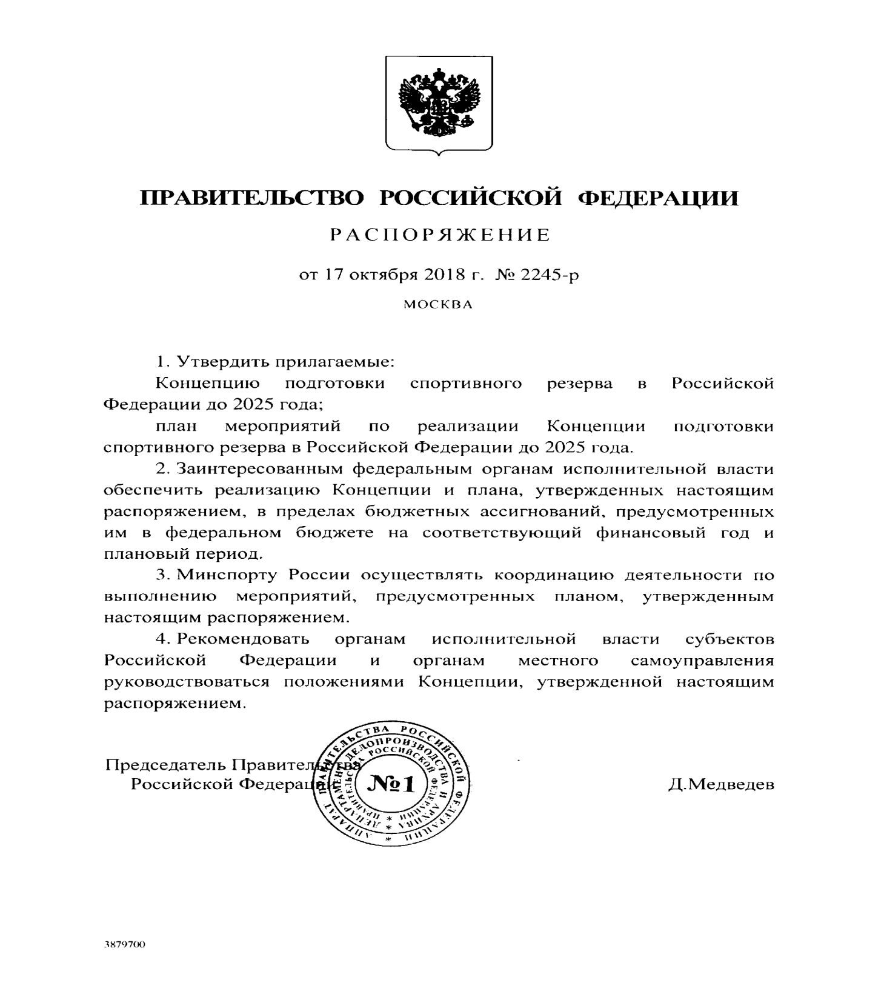 ПРАВИТЕЛЬСТВО РОССИЙСКОЙ ФЕДЕРАЦИИ
РАСПОРЯЖЕНИЕ
от 17 октября 2018 г. № 2245-р
МОСКВА
1. Утвердить прилагаемые:
Концепцию подготовки спортивного резерва в Российской
Федерации до 2025 года;
план мероприятий по реализации Концепции подготовки
спортивного резерва в Российской Федерации до 2025 года.
2. Заинтересованным федеральным органам исполнительной власти
обеспечить реализацию Концепции и плана, утвержденных настоящим
распоряжением, в пределах бюджетных ассигнований, предусмотренных
им в федеральном бюджете на соответствующий финансовый год и
плановый период.
3. Минспорту России осуществлять координацию деятельности по
выполнению мероприятий, предусмотренных планом, утвержденным
настоящим распоряжением.
4. Рекомендовать органам исполнительной власти субъектов
Российской Федерации и органам местного самоуправления
руководствоваться положениями Концепции, утвержденной настоящим
распоряжением.
Председатель Правительства
Российской Федерации
Д.Медведев
АППАРАТ ПРАВИТЕЛЬСТВА РОССИЙСКОЙ ФЕДЕРАЦИИ *
ДЕПАРТАМЕНТ ДЕЛОПРОИЗВОДСТВА И АРХИВА *
ПРАВИТЕЛЬСТВА РОССИЙСКОЙ ФЕДЕРАЦИИ *
№1
3879700